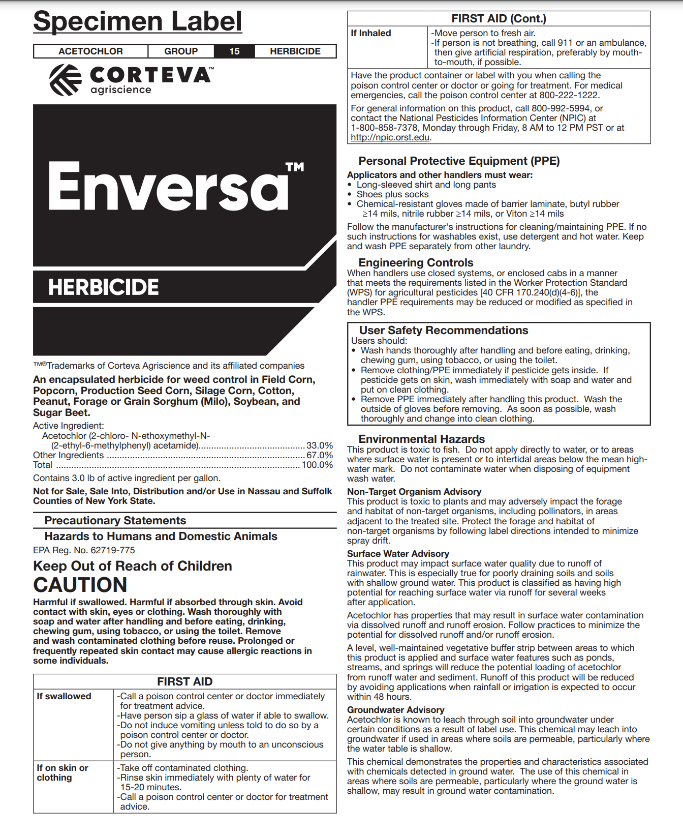 Specimen Label
ACETOCHLOR GROUP 15 HERBICIDE
CORTEVA™
agriscience
Enversa™
HERBICIDE
™®Trademarks of Corteva Agriscience and its affiliated companies
An encapsulated herbicide for weed control in Field Corn,
Popcorn, Production Seed Corn, Silage Corn, Cotton,
Peanut, Forage or Grain Sorghum (Milo), Soybean, and
Sugar Beet.
Active Ingredient:
Acetochlor (2-chloro- N-ethoxymethyl-N-
(2-ethyl-6-methylphenyl) acetamide)........................................ 33.0%
Other Ingredients ........................................................................ 67.0%
Total .......................................................................................... 100.0%
Contains 3.0 lb of active ingredient per gallon.
Not for Sale, Sale Into, Distribution and/or Use in Nassau and Suffolk
Counties of New York State.
Precautionary Statements
Hazards to Humans and Domestic Animals
EPA Reg. No. 62719-775
Keep Out of Reach of Children
CAUTION
Harmful if swallowed. Harmful if absorbed through skin. Avoid
contact with skin, eyes or clothing. Wash thoroughly with
soap and water after handling and before eating, drinking,
chewing gum, using tobacco, or using the toilet. Remove
and wash contaminated clothing before reuse. Prolonged or
frequently repeated skin contact may cause allergic reactions in
some individuals.
FIRST AID
If swallowed
-Call a poison control center or doctor immediately
for treatment advice.
-Have person sip a glass of water if able to swallow.
-Do not induce vomiting unless told to do so by a
poison control center or doctor.
-Do not give anything by mouth to an unconscious
person.
If on skin or
clothing
-Take off contaminated clothing.
-Rinse skin immediately with plenty of water for
15-20 minutes.
-Call a poison control center or doctor for treatment
advice.
FIRST AID (Cont.)
If Inhaled
-Move person to fresh air.
-If person is not breathing, call 911 or an ambulance,
then give artificial respiration, preferably by mouth-
to-mouth, if possible.
Have the product container or label with you when calling the
poison control center or doctor or going for treatment. For medical
emergencies, call the poison control center at 800-222-1222.
For general information on this product, call 800-992-5994, or
contact the National Pesticides Information Center (NPIC) at
1-800-858-7378, Monday through Friday, 8 AM to 12 PM PST or at
http://npic.orst.edu.
Personal Protective Equipment (PPE)
Applicators and other handlers must wear:
• Long-sleeved shirt and long pants
• Shoes plus socks
• Chemical-resistant gloves made of barrier laminate, butyl rubber
≥14 mils, nitrile rubber ≥14 mils, or Viton ≥14 mils
Follow the manufacturer's instructions for cleaning/maintaining PPE. If no
such instructions for washables exist, use detergent and hot water. Keep
and wash PPE separately from other laundry.
Engineering Controls
When handlers use closed systems, or enclosed cabs in a manner
that meets the requirements listed in the Worker Protection Standard
(WPS) for agricultural pesticides [40 CFR 170.240(d)(4-6)], the
handler PPE requirements may be reduced or modified as specified in
the WPS.
User Safety Recommendations
Users should:
• Wash hands thoroughly after handling and before eating, drinking,
chewing gum, using tobacco, or using the toilet.
• Remove clothing/PPE immediately if pesticide gets inside. If
pesticide gets on skin, wash immediately with soap and water and
put on clean clothing.
• Remove PPE immediately after handling this product. Wash the
outside of gloves before removing. As soon as possible, wash
thoroughly and change into clean clothing.
Environmental Hazards
This product is toxic to fish. Do not apply directly to water, or to areas
where surface water is present or to intertidal areas below the mean high-
water mark. Do not contaminate water when disposing of equipment
wash water.
Non-Target Organism Advisory
This product is toxic to plants and may adversely impact the forage
and habitat of non-target organisms, including pollinators, in areas
adjacent to the treated site. Protect the forage and habitat of
non-target organisms by following label directions intended to minimize
spray drift.
Surface Water Advisory
This product may impact surface water quality due to runoff of
rainwater. This is especially true for poorly draining soils and soils
with shallow ground water. This product is classified as having high
potential for reaching surface water via runoff for several weeks
after application.
Acetochlor has properties that may result in surface water contamination
via dissolved runoff and runoff erosion. Follow practices to minimize the
potential for dissolved runoff and/or runoff erosion.
A level, well-maintained vegetative buffer strip between areas to which
this product is applied and surface water features such as ponds,
streams, and springs will reduce the potential loading of acetochlor
from runoff water and sediment. Runoff of this product will be reduced
by avoiding applications when rainfall or irrigation is expected to occur
within 48 hours.
Groundwater Advisory
Acetochlor is known to leach through soil into groundwater under
certain conditions as a result of label use. This chemical may leach into
groundwater if used in areas where soils are permeable, particularly where
the water table is shallow.
This chemical demonstrates the properties and characteristics associated
with chemicals detected in ground water. The use of this chemical in
areas where soils are permeable, particularly where the ground water is
shallow, may result in ground water contamination.